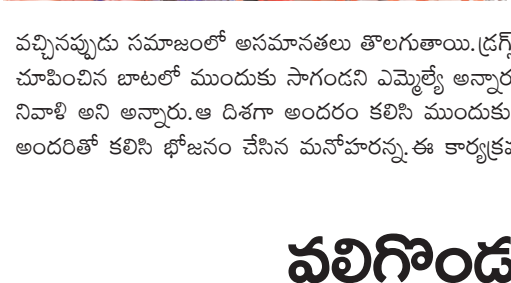 వచ్చినప్పుడు సమాజంలో అసమానతలు తొలగుతాయి.డ్రగ్స్
చూపించిన బాటలో ముందుకు సాగండని ఎమ్మెల్యే అన్నార
నివాళి అని అన్నారు.ఆ దిశగా అందరం కలిసి ముందుకు
అందరితో కలిసి భోజనం చేసిన మనోహరన్న.ఈ కార్యక్రమ
వలిగొండ